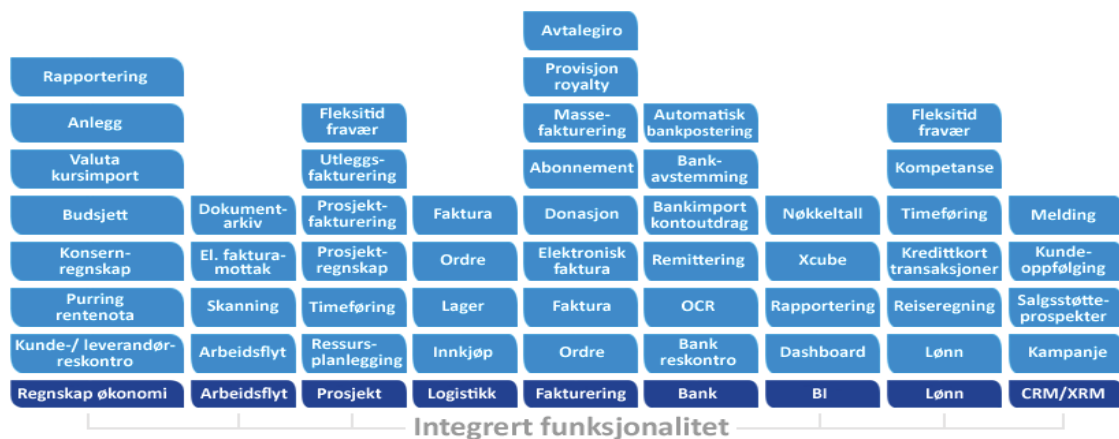 Avtalegiro
Rapportering
Provisjon
royalty
Anlegg
Fleksitid
fravær
Masse-
fakturering
Automatisk
bankpostering
Fleksitid
fravær
Valuta
kursimport
Utleggs-
fakturering
Abonnement
Bank-
avstemming
Kompetanse
Budsjett
Dokument-
arkiv
Prosjekt-
fakturering
Faktura
Donasjon
Bankimport
kontoutdrag
Nøkkeltall
Timeføring
Melding
Konsern-
regnskap
El. faktura-
mottak
Prosjekt-
regnskap
Ordre
Elektronisk
faktura
Remittering
Xcube
Kredittkort
transaksjoner
Kunde-
oppfølging
Purring
rentenota
Skanning
Timeføring
Lager
Faktura
OCR
Rapportering
Reiseregning
Salgsstøtte-
prospekter
Kunde-/ leverandør-
reskontro
Arbeidsflyt
Ressurs-
planlegging
Innkjøp
Ordre
Bank
reskontro
Dashboard
Lønn
Kampanje
Regnskap økonomi
Arbeidsflyt
Prosjekt
Logistikk
Fakturering
Bank
BI
Lønn
CRM/XRM
Integrert funksjonalitet